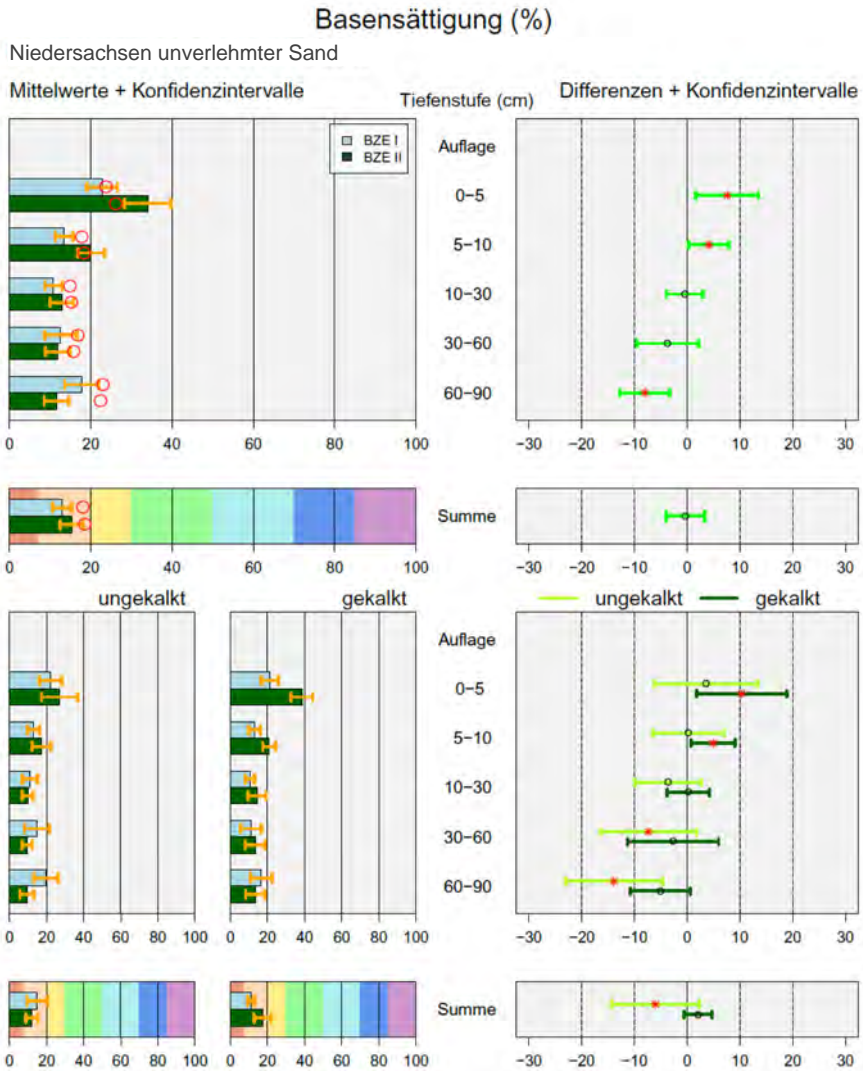 Basensättigung (%)
Niedersachsen unverlehmter Sand
Mittelwerte + Konfidenzintervalle
Tiefenstufe (cm)
Differenzen + Konfidenzintervalle
BZE I
BZE II
Auflage
0−5
5−10
10−30
30−60
60−90
0 20 40 60 80 100
−30 −20 −10 0 10 20 30
Summe
0 20 40 60 80 100
−30 −20 −10 0 10 20 30
ungekalkt
gekalkt
ungekalkt gekalkt
Auflage
0−5
5−10
10−30
30−60
60−90
0 20 40 60 80 100
0 20 40 60 80 100
−30 −20 −10 0 10 20 30
Summe
0 20 40 60 80 100
0 20 40 60 80 100
−30 −20 −10 0 10 20 30